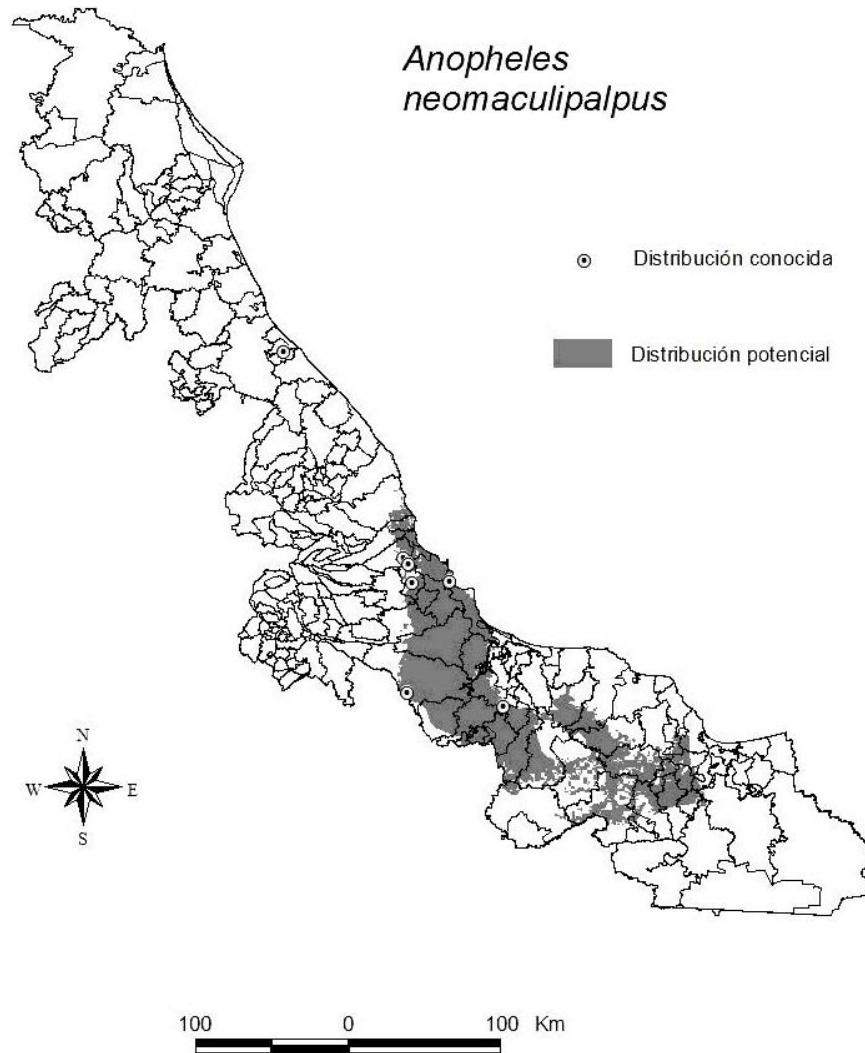 Anopheles
neomaculipalpus
Distribución conocida
Distribución potencial
N
W E
S
100 0 100 Km